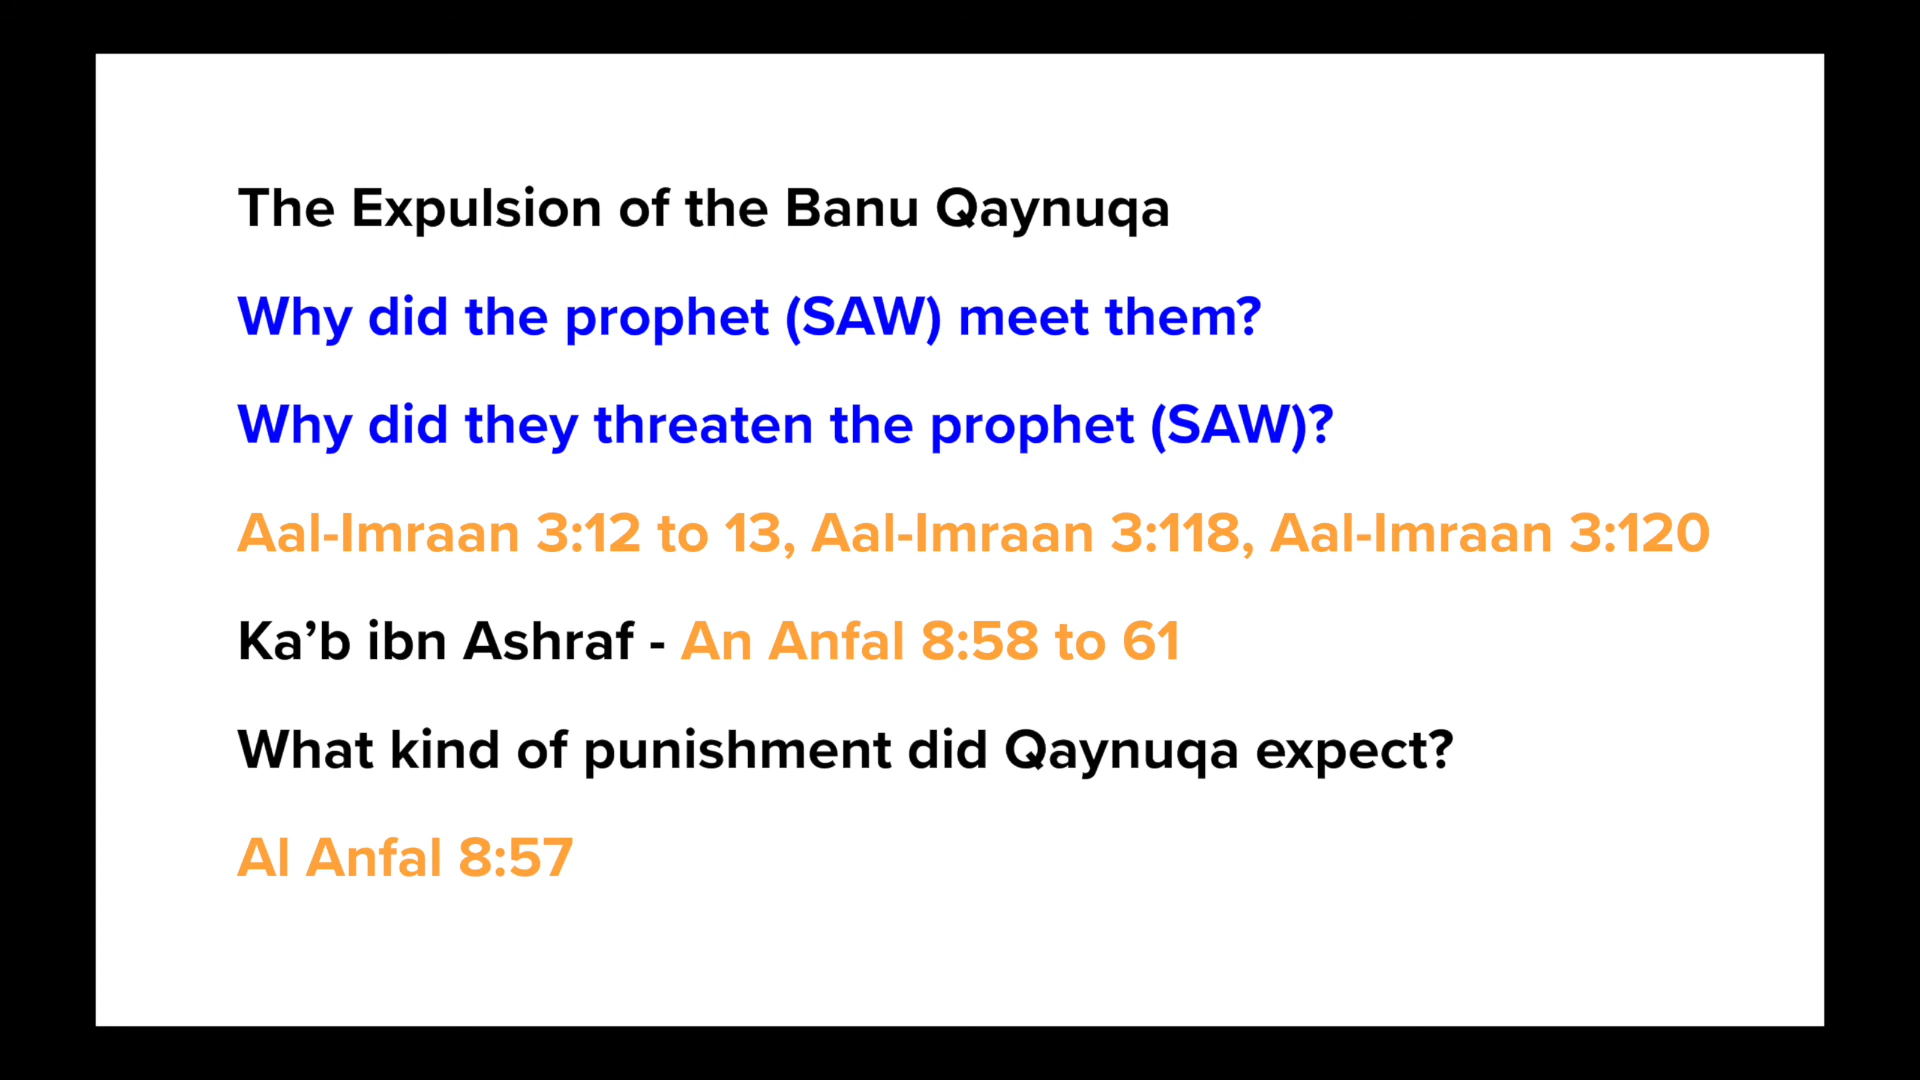 The Expulsion of the Banu Qaynuqa
Why did the prophet (SAW) meet them?
Why did they threaten the prophet (SAW)?
Aal-Imraan 3:12 to 13, Aal-Imraan 3:118, Aal-Imraan 3:120
Ka’b ibn Ashraf - An Anfal 8:58 to 61
What kind of punishment did Qaynuqa expect?
Al Anfal 8:57